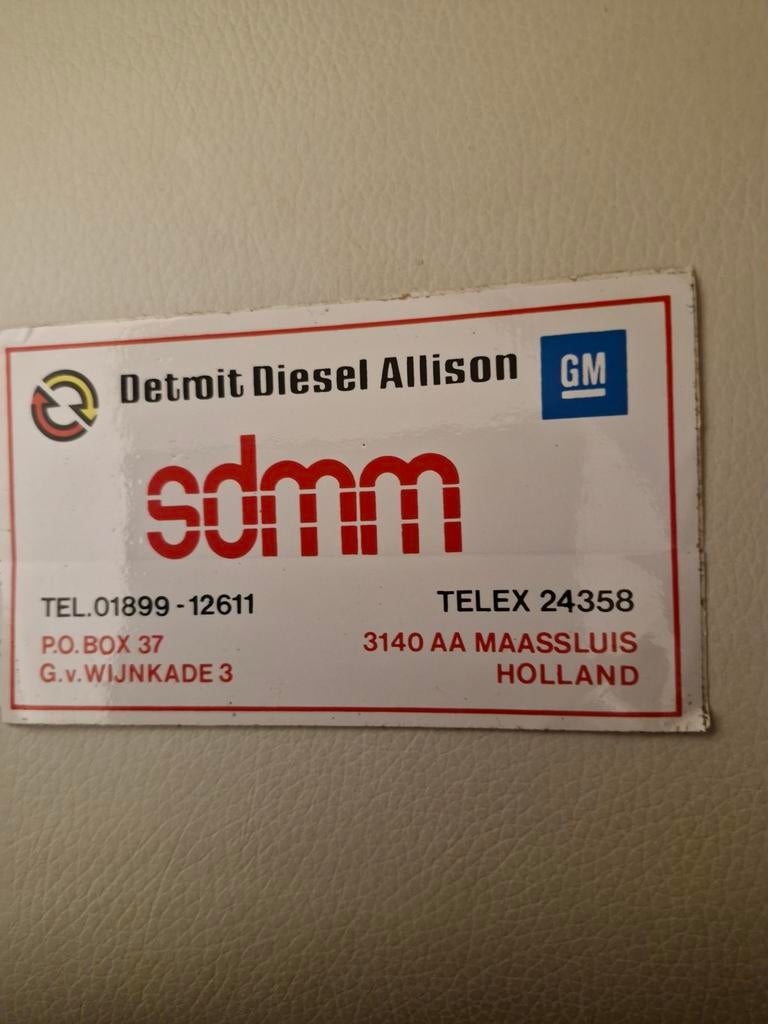 Detroit Diesel Allison
GM
sdmm
TEL.01899-12611
TELEX 24358
P.O.BOX 37
3140 AA MAASSLUIS
G.v.WIJNKADE 3
HOLLAND